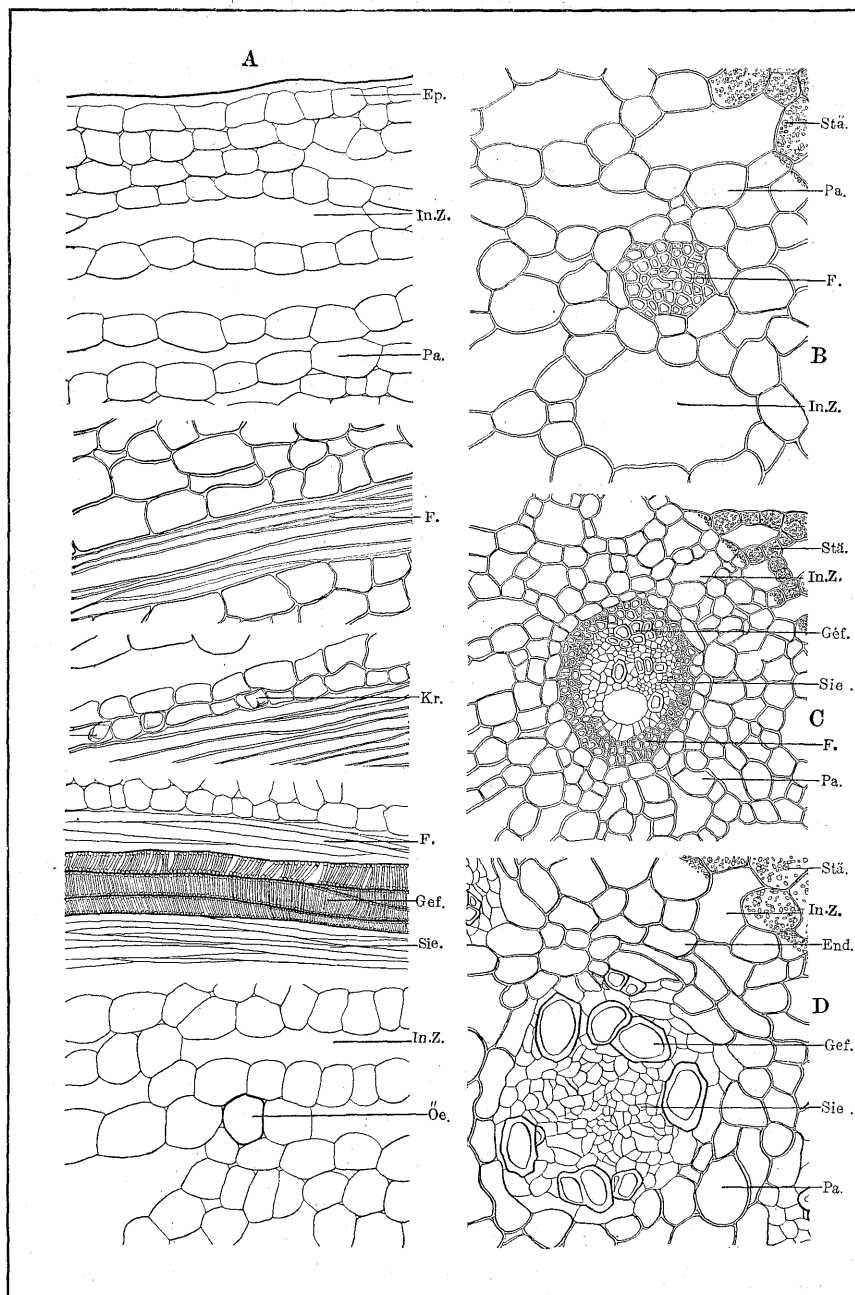 A
Ep.
In.Z.
Pa.
F.
Kr.
F.
Gef.
Sie.
In.Z.
Öe.
Stä.
Pa.
F.
B
In.Z.
Stä.
In.Z.
Gef.
Sie.
C
F.
Pa.
Stä.
In.Z.
End.
D
Gef.
Sie.
Pa.